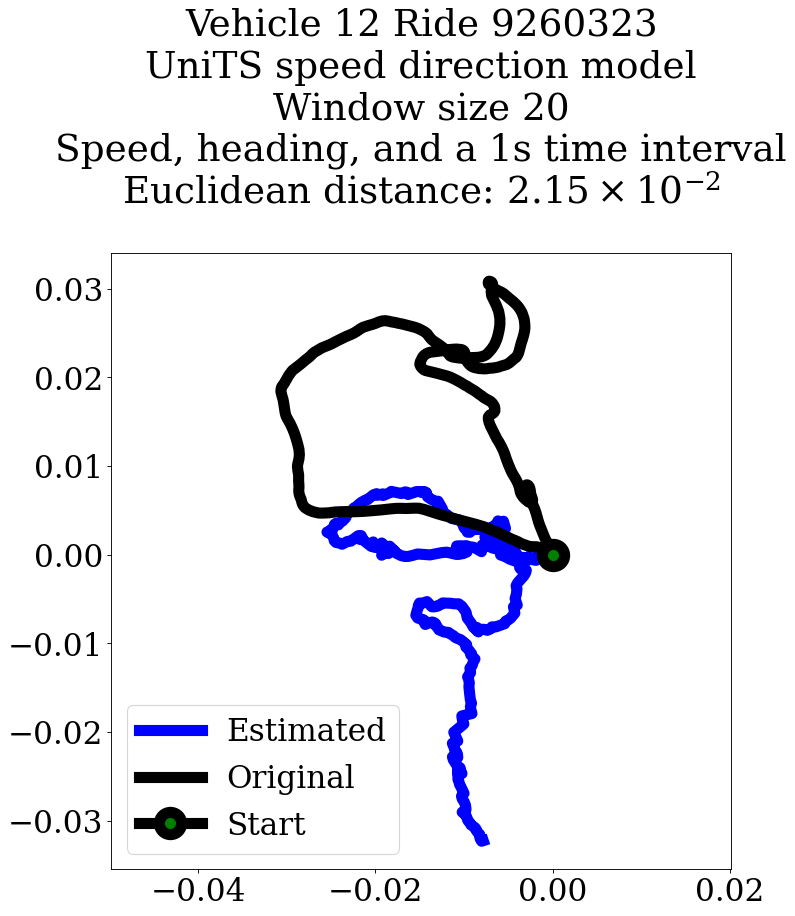 Vehicle 12 Ride 9260323
UniTS speed direction model
Window size 20
Speed, heading, and a 1s time interval
Euclidean distance: 2.15 × 10⁻²
0.03
0.02
0.01
0.00
−0.01
−0.02
−0.03
Estimated
Original
Start
−0.04
−0.02
0.00
0.02